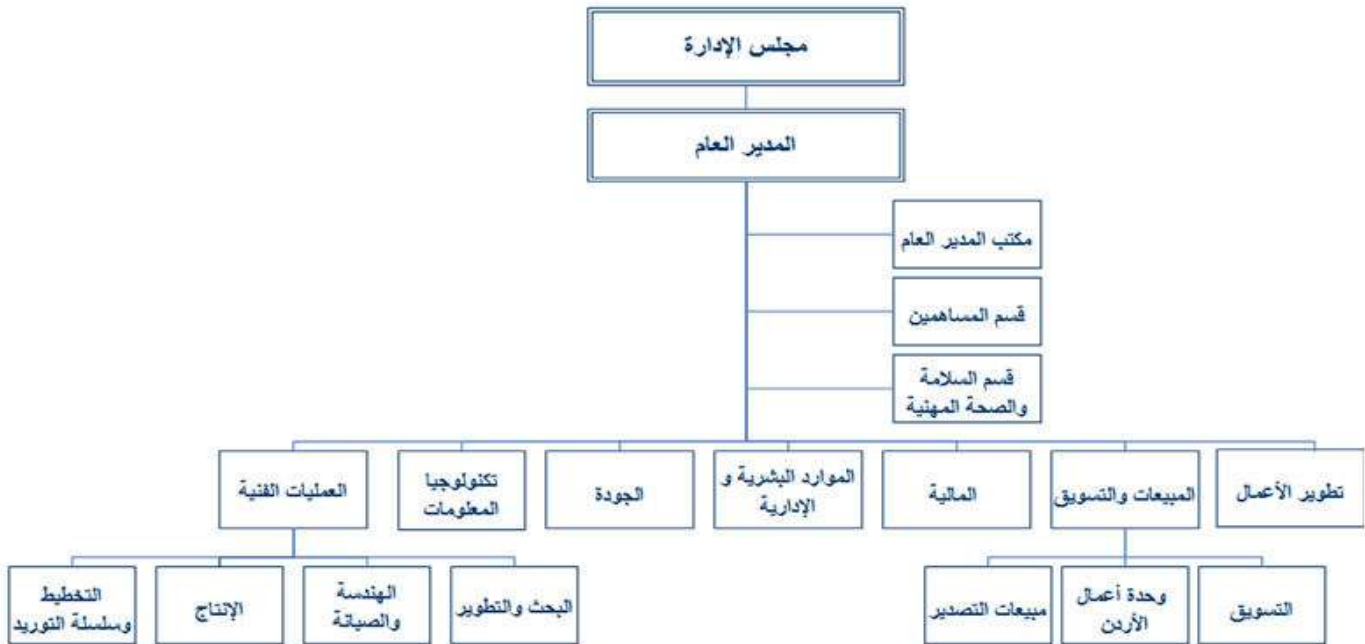 مجلس الإدارة
المدير العام
مكتب المدير العام
قسم المساهمين
قسم السلامة
والصحة المهنية
تطوير الأعمال
المبيعات والتسويق
المالية
الموارد البشرية و
الإدارية
الجودة
تكنولوجيا
المعلومات
العمليات الفنية
التسويق
وحدة أعمال
الأردن
مبيعات التصدير
البحث والتطوير
الهندسة
والصيانة
الإنتاج
التخطيط
وسلسلة التوريد